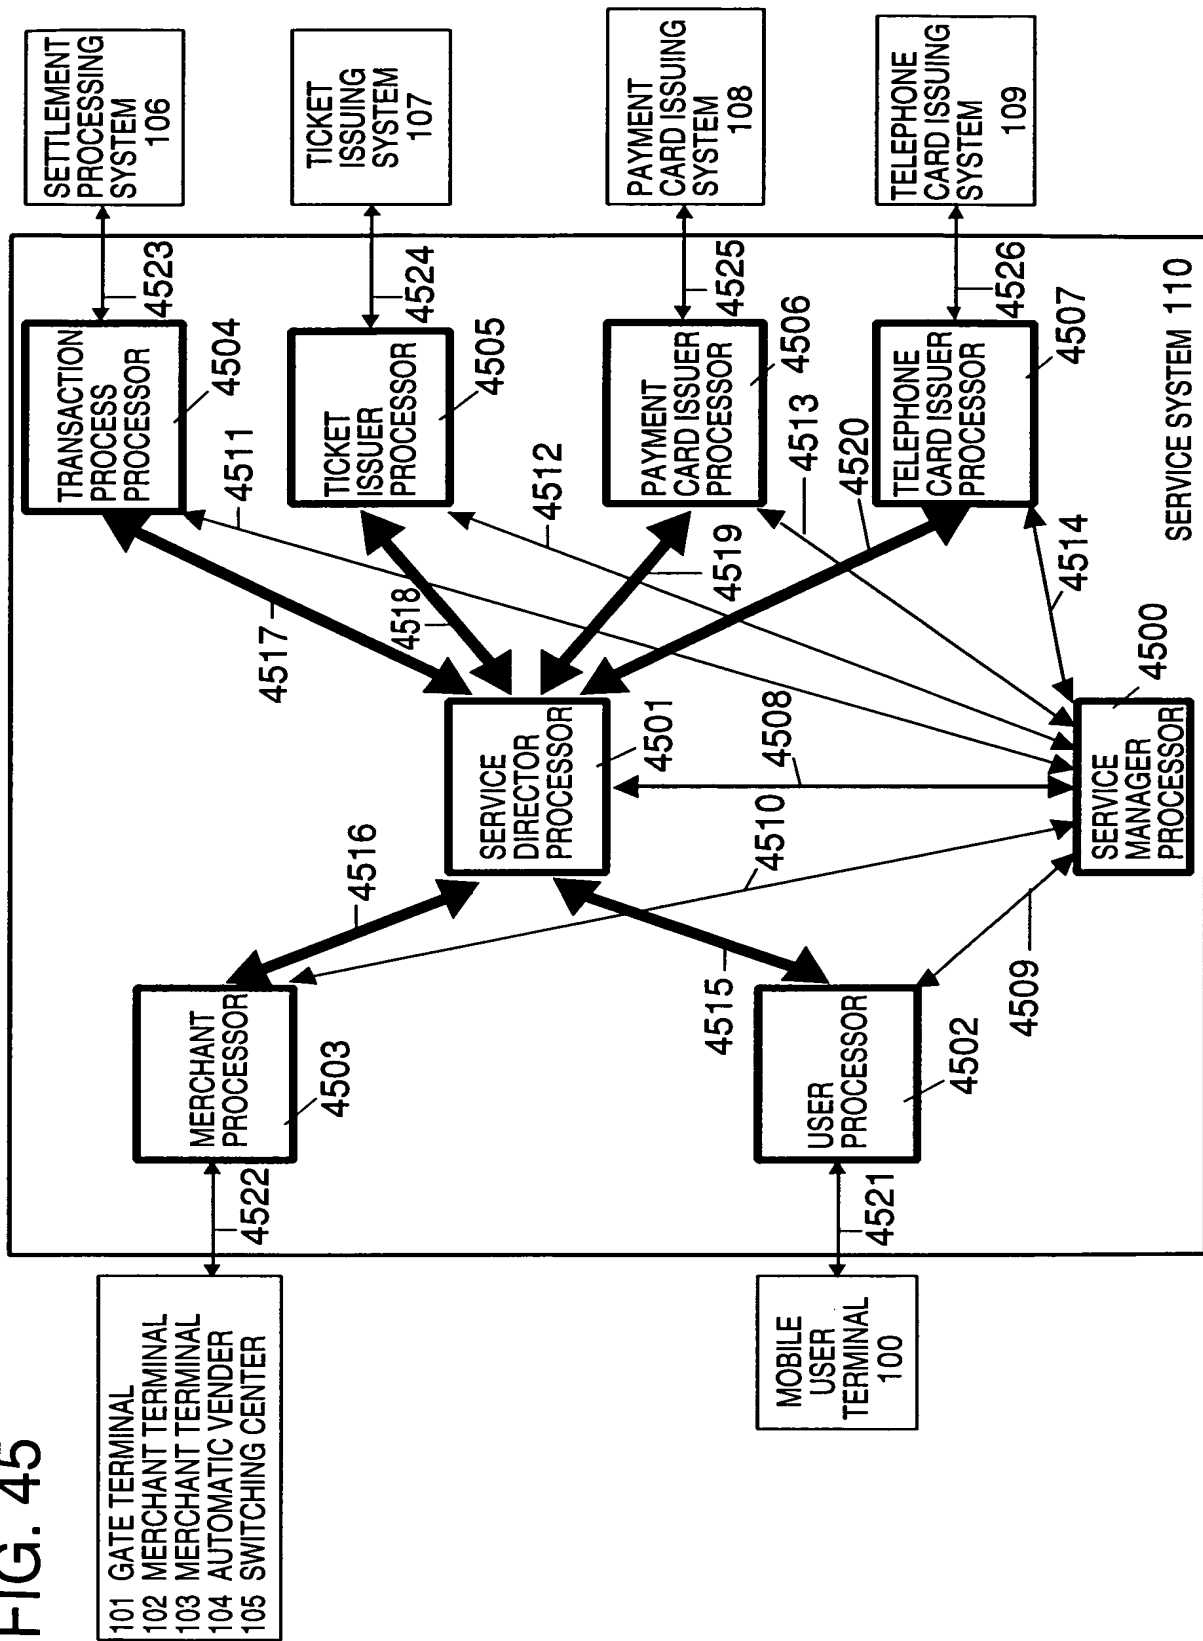 FIG. 45
101 GATE TERMINAL
102 MERCHANT TERMINAL
103 MERCHANT TERMINAL
104 AUTOMATIC VENDER
105 SWITCHING CENTER
4522
MERCHANT
PROCESSOR
4503
4516
MOBILE
USER
TERMINAL
100
4521
USER
PROCESSOR
4502
4515
4509
4510
SERVICE
DIRECTOR
PROCESSOR
4501
4508
SERVICE
MANAGER
PROCESSOR
4500
4517
4511
4518
4512
4519
4513
4520
4514
TRANSACTION
PROCESS
PROCESSOR
4504
4523
TICKET
ISSUER
PROCESSOR
4505
4524
PAYMENT
CARD ISSUER
PROCESSOR
4506
4525
TELEPHONE
CARD ISSUER
PROCESSOR
4507
4526
SERVICE SYSTEM 110
SETTLEMENT
PROCESSING
SYSTEM
106
TICKET
ISSUING
SYSTEM
107
PAYMENT
CARD ISSUING
SYSTEM
108
TELEPHONE
CARD ISSUING
SYSTEM
109